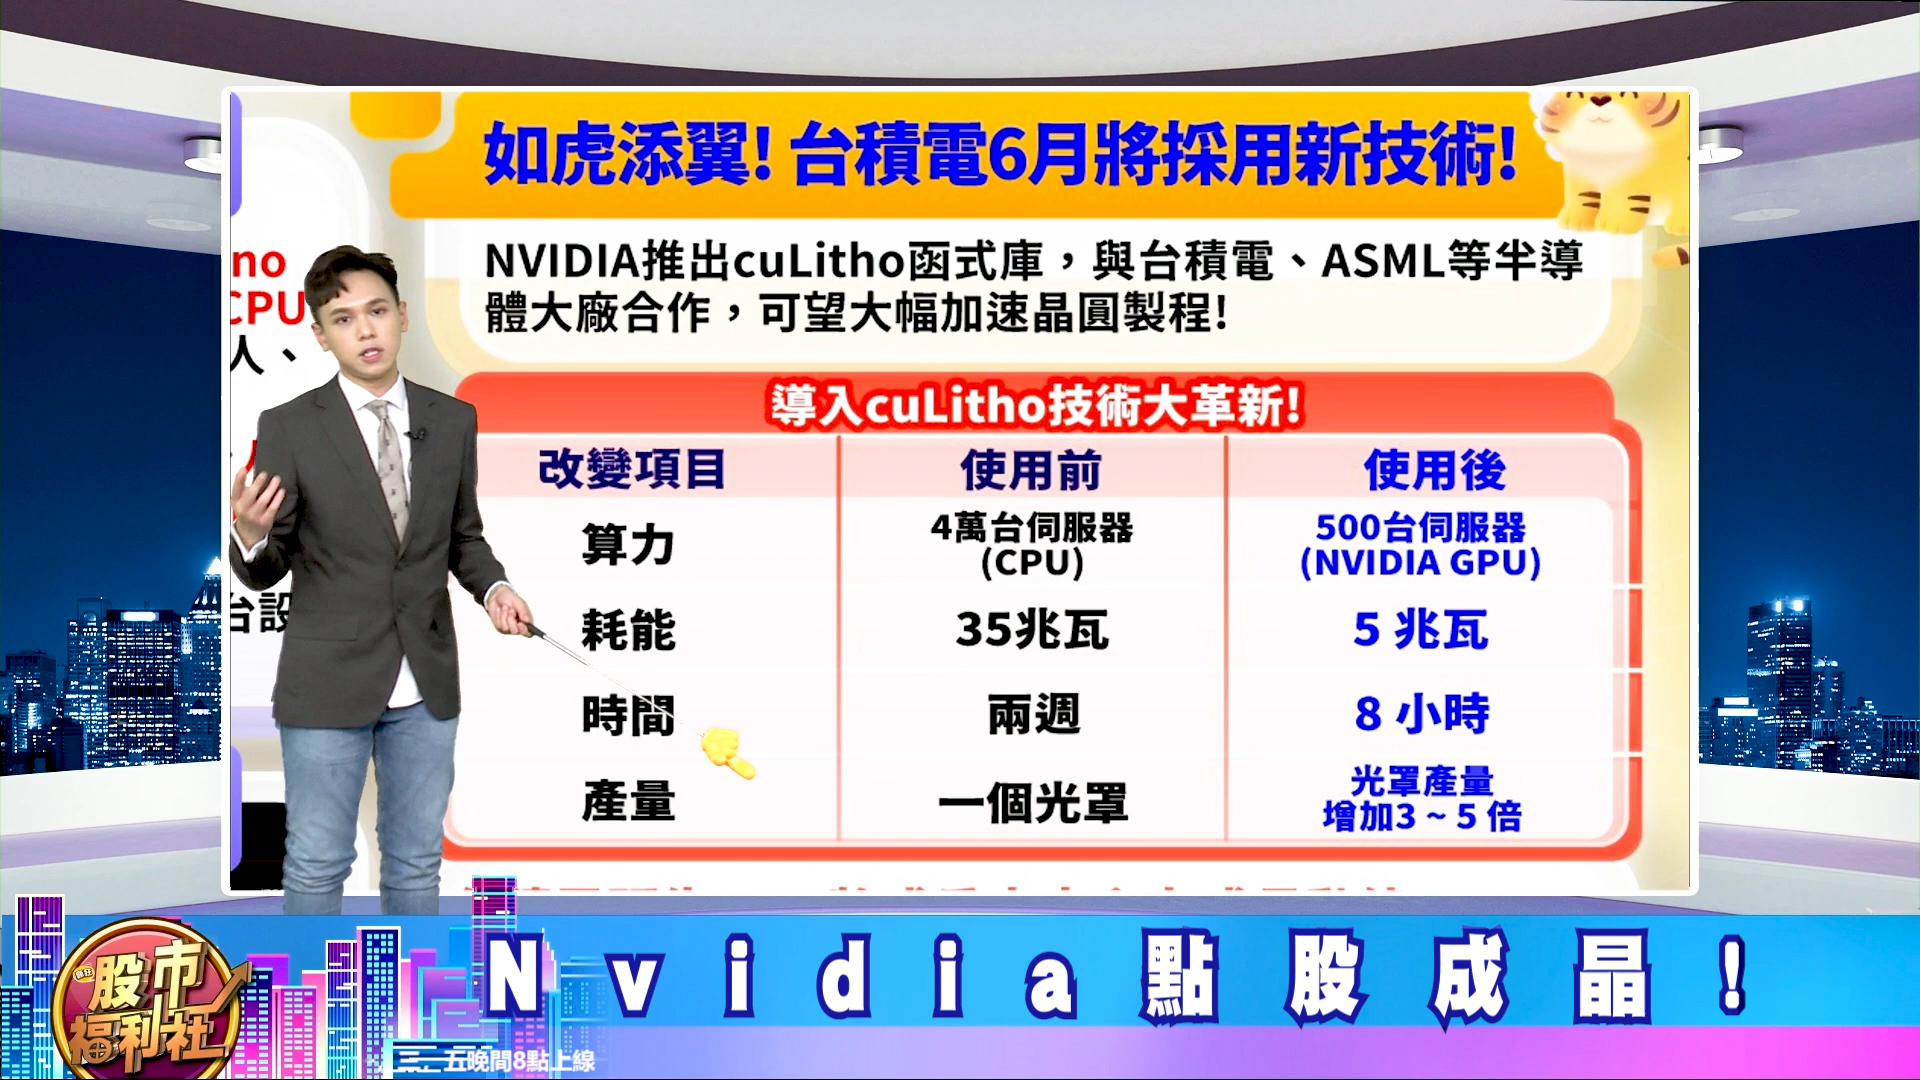 如虎添翼! 台積電6月將採用新技術!
NVIDIA推出cuLitho函式庫，與台積電、ASML等半導
體大廠合作，可望大幅加速晶圓製程!
no
CPU
人、
台設
導入cuLitho技術大革新!
改變項目 使用前 使用後
算力 4萬台伺服器 (CPU) 500台伺服器 (NVIDIA GPU)
耗能 35兆瓦 5 兆瓦
時間 兩週 8 小時
產量 一個光罩 光罩產量 增加3 ~ 5 倍
Nvidia點股成晶!
瘋狂
股市
福利社
三、五晚間8點上線